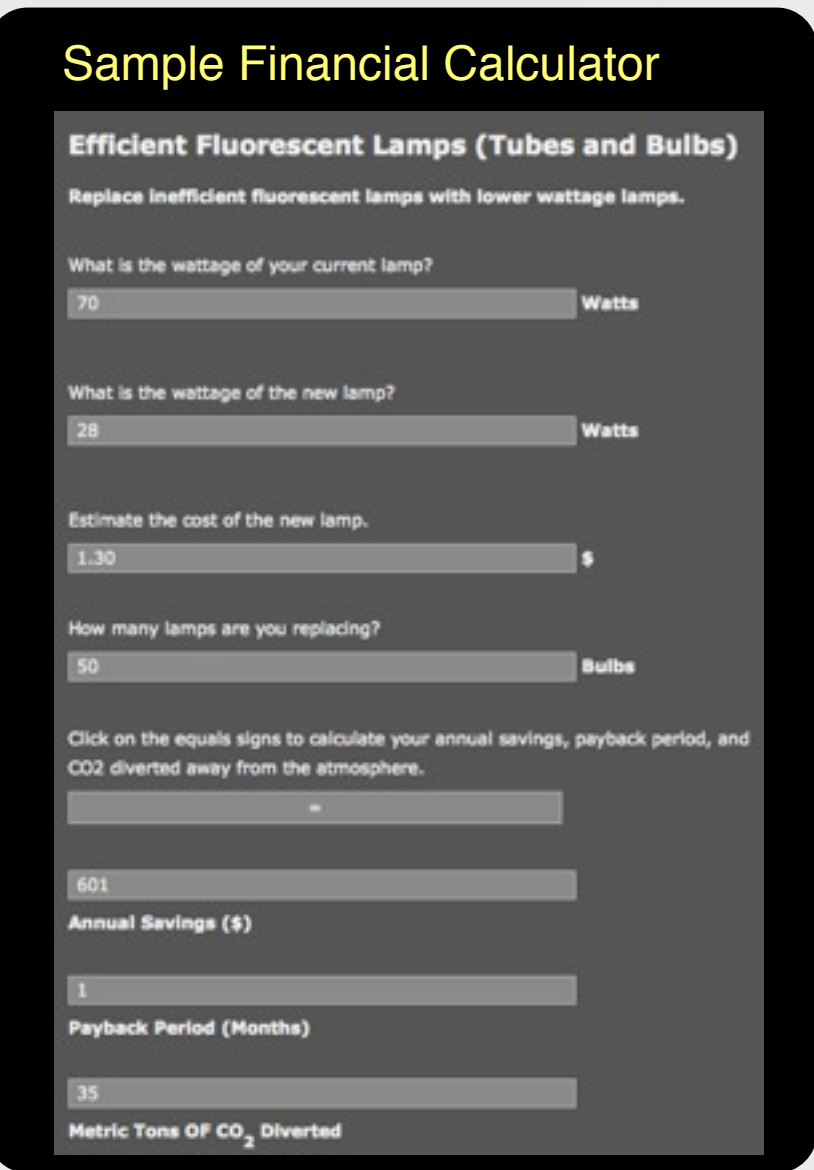 Sample Financial Calculator
Efficient Fluorescent Lamps (Tubes and Bulbs)
Replace inefficient fluorescent lamps with lower wattage lamps.
What is the wattage of your current lamp?
70 Watts
What is the wattage of the new lamp?
28 Watts
Estimate the cost of the new lamp.
1.30 $
How many lamps are you replacing?
50 Bulbs
Click on the equals signs to calculate your annual savings, payback period, and
CO2 diverted away from the atmosphere.
=
601
Annual Savings ($)
1
Payback Period (Months)
35
Metric Tons OF CO₂ Diverted